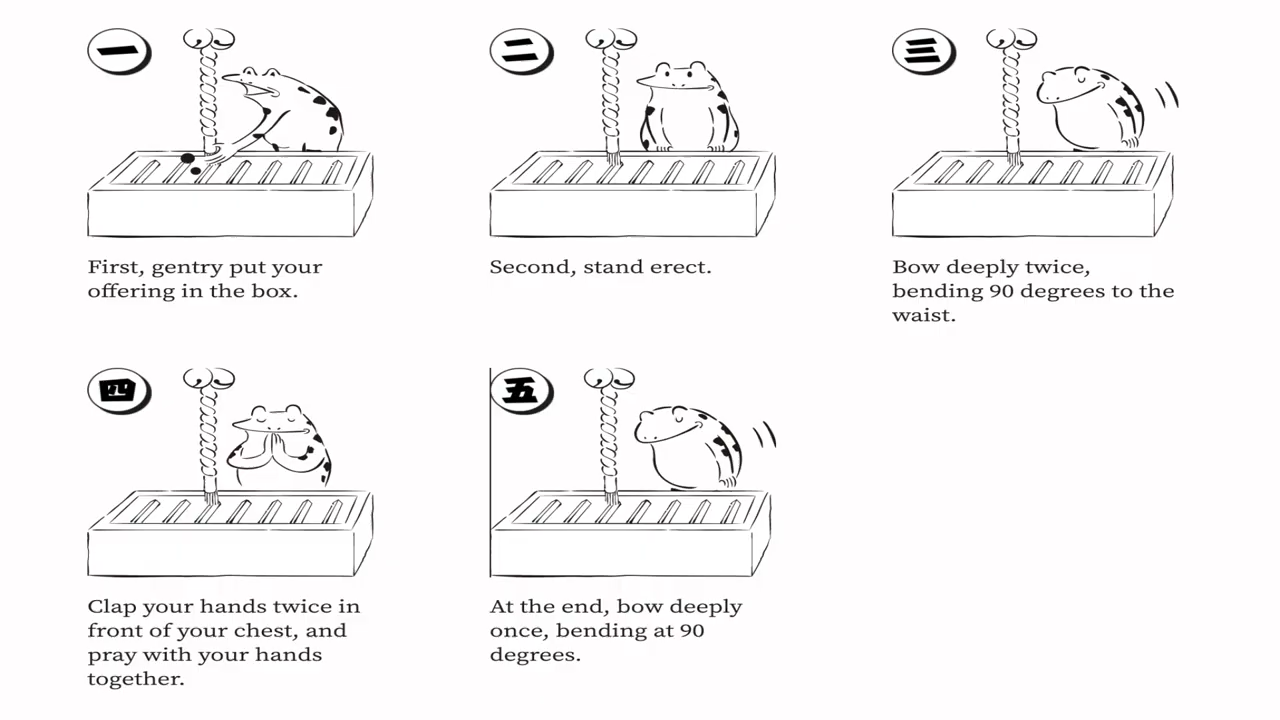 一
First, gentry put your
offering in the box.
二
Second, stand erect.
三
Bow deeply twice,
bending 90 degrees to the
waist.
四
Clap your hands twice in
front of your chest, and
pray with your hands
together.
五
At the end, bow deeply
once, bending at 90
degrees.